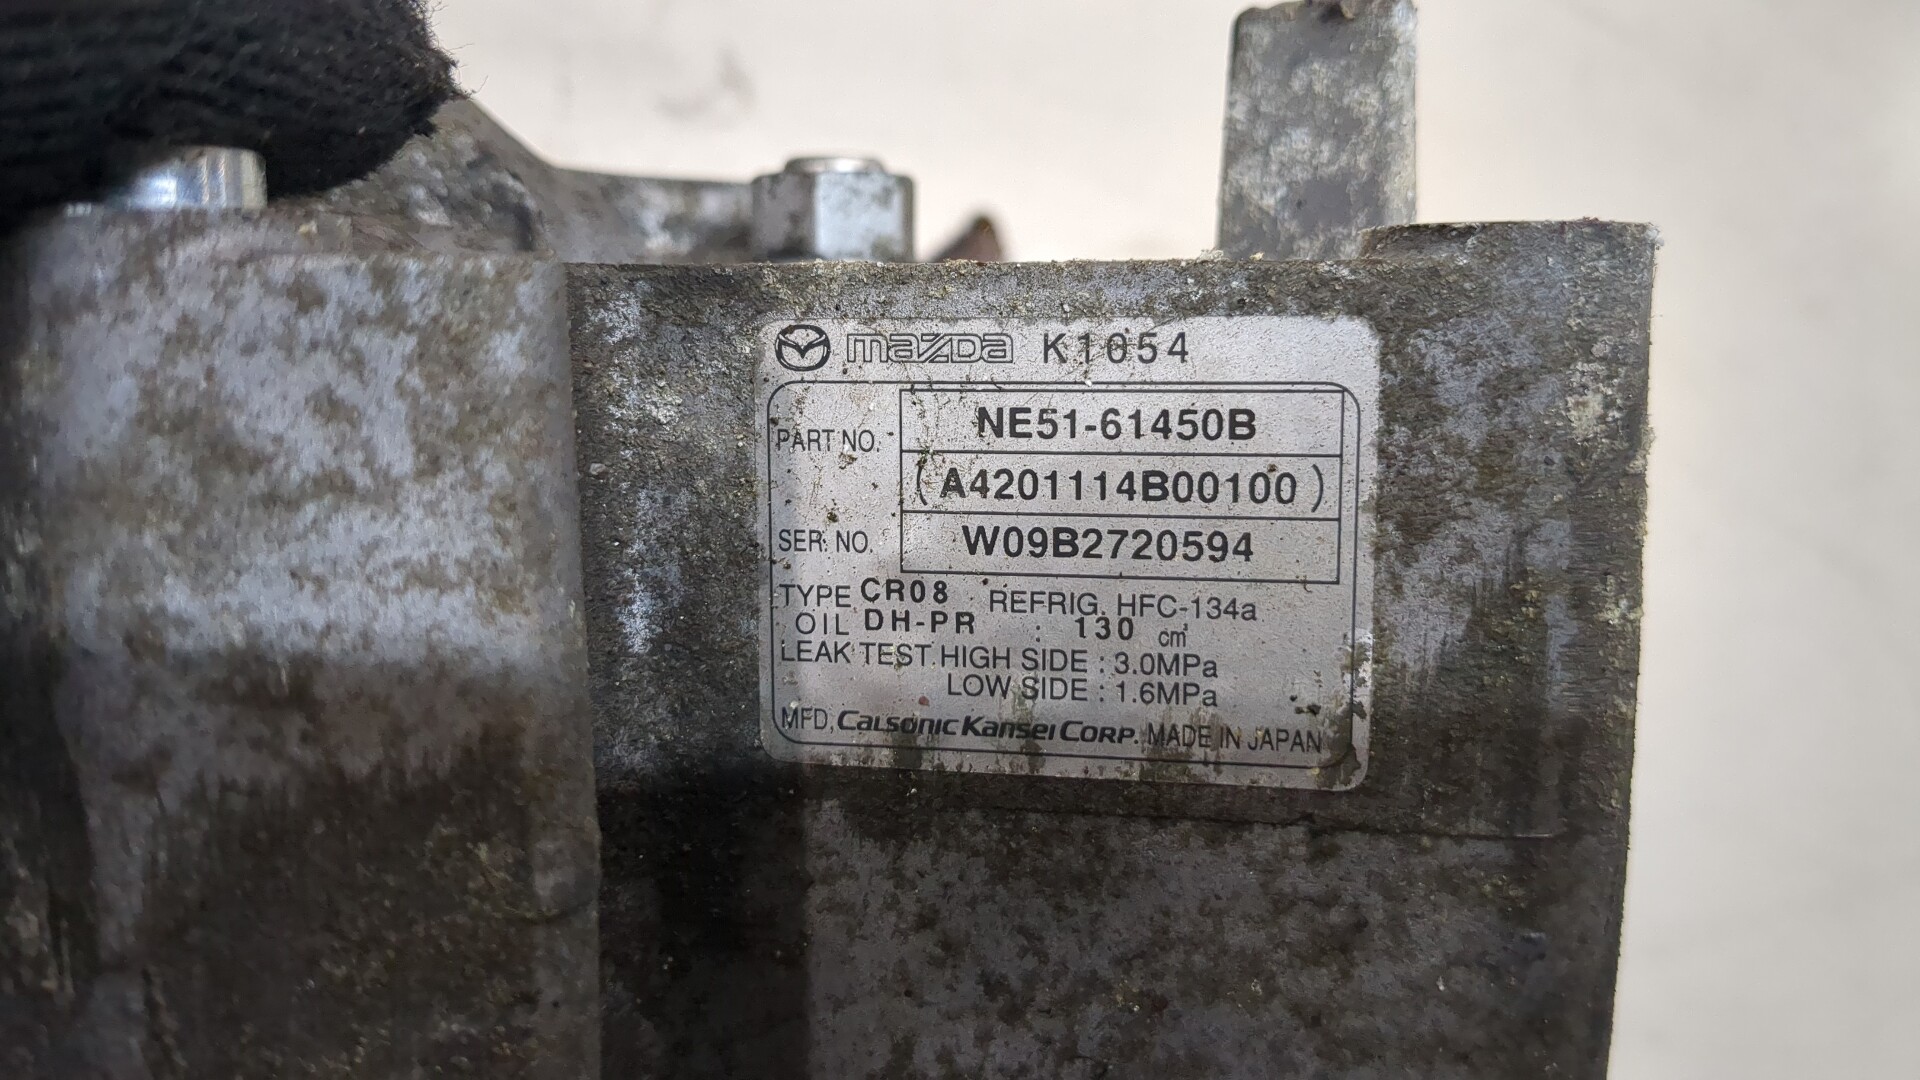 mazda K1054
PART NO. NE51-61450B
(A4201114B00100)
SER. NO. W09B2720594
TYPE CR08 REFRIG. HFC-134a
OIL DH-PR : 130 cm³
LEAK TEST HIGH SIDE : 3.0MPa
LOW SIDE : 1.6MPa
MFD. Calsonic Kansei Corp. MADE IN JAPAN